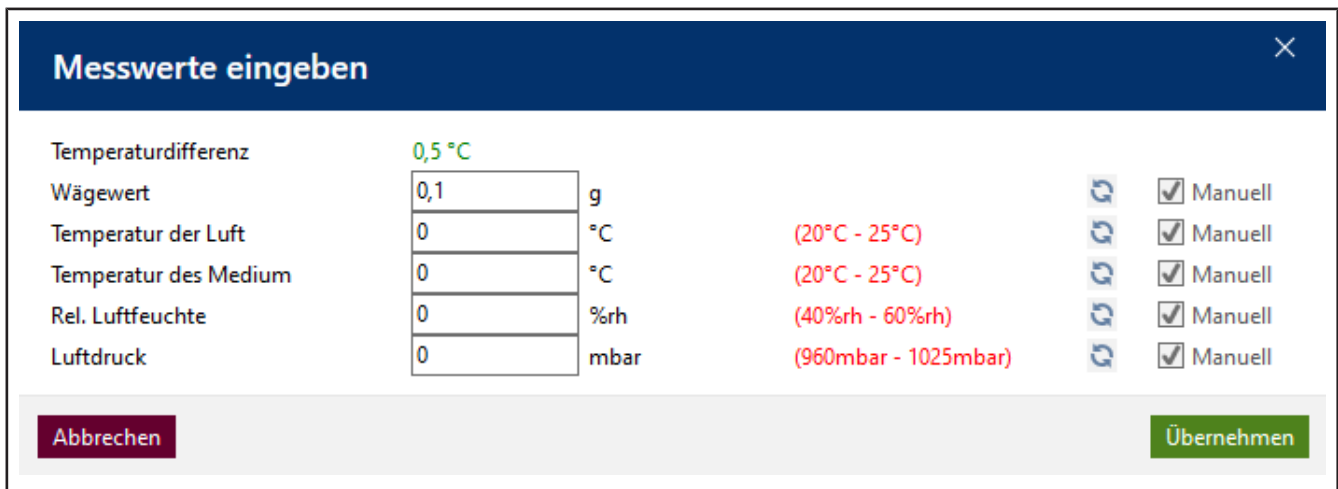 Messwerte eingeben
Temperaturdifferenz 0,5 °C
Wägewert 0,1 g Manuell
Temperatur der Luft 0 °C (20°C - 25°C) Manuell
Temperatur des Medium 0 °C (20°C - 25°C) Manuell
Rel. Luftfeuchte 0 %rh (40%rh - 60%rh) Manuell
Luftdruck 0 mbar (960mbar - 1025mbar) Manuell
Abbrechen Übernehmen